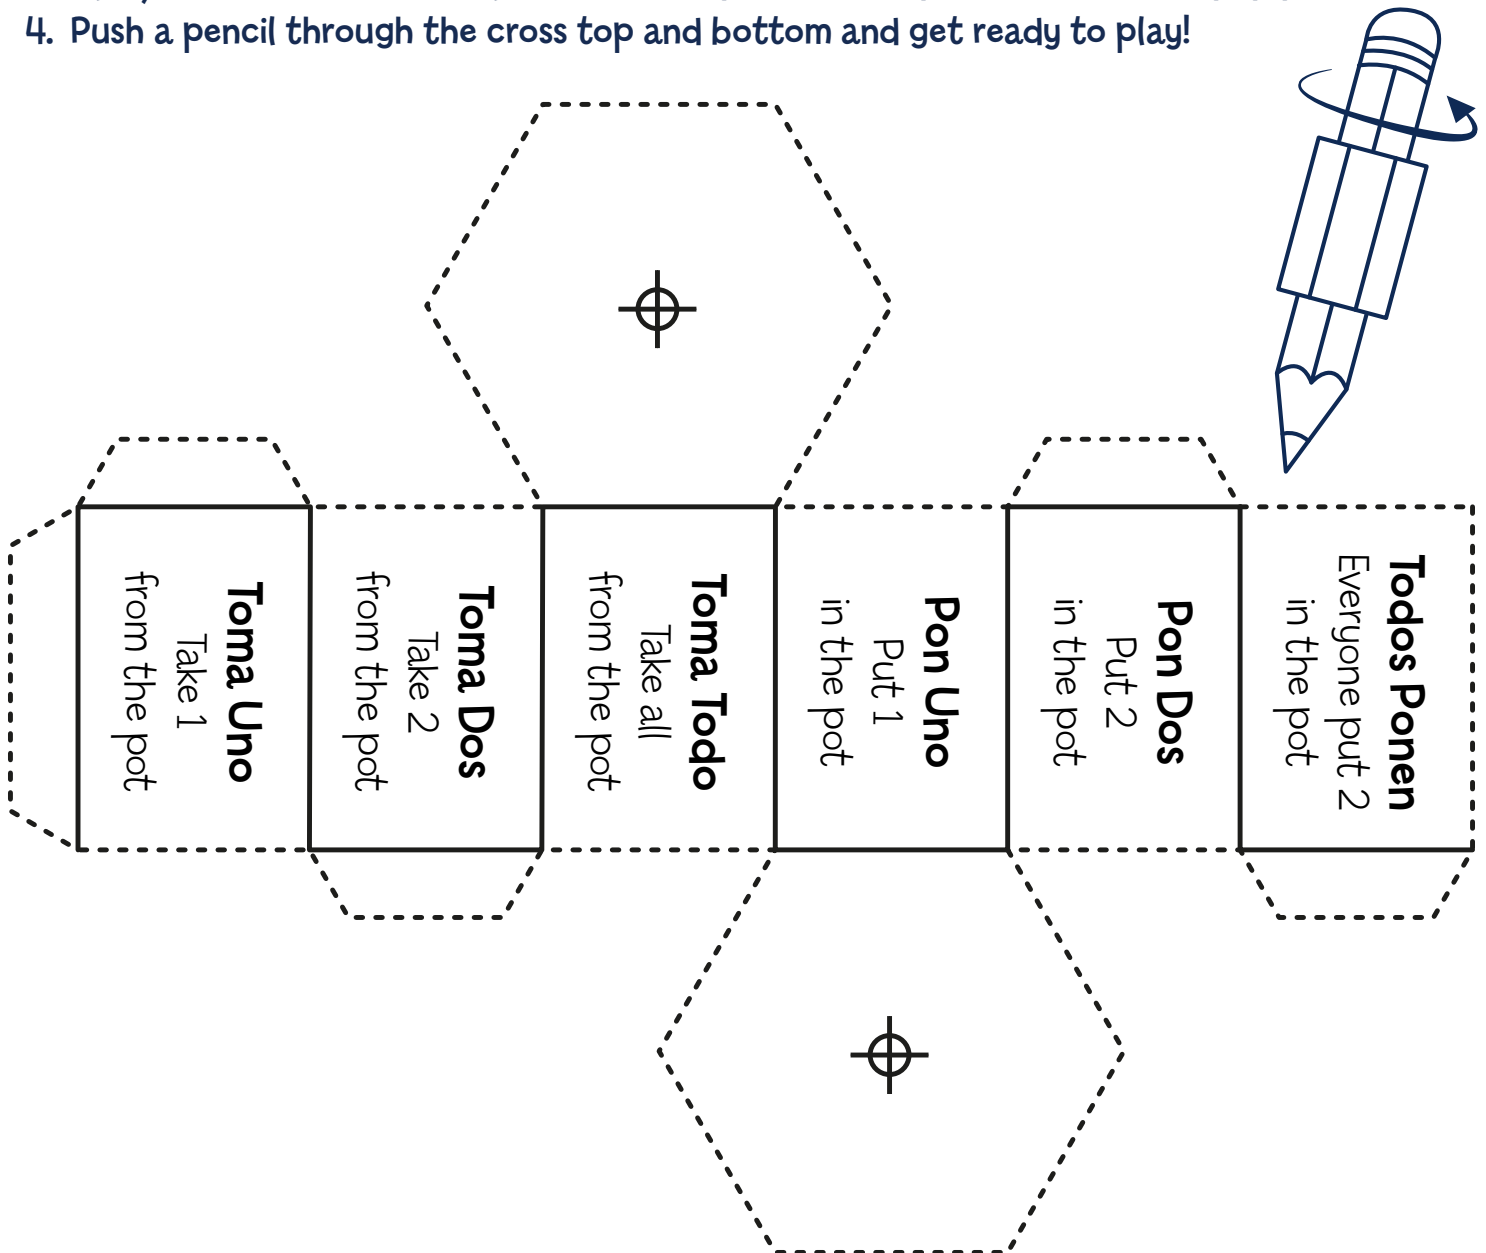 4. Push a pencil through the cross top and bottom and get ready to play!
Toma Uno
Take 1
from the pot
Toma Dos
Take 2
from the pot
Toma Todo
Take all
from the pot
Pon Uno
Put 1
in the pot
Pon Dos
Put 2
in the pot
Todos Ponen
Everyone put 2
in the pot